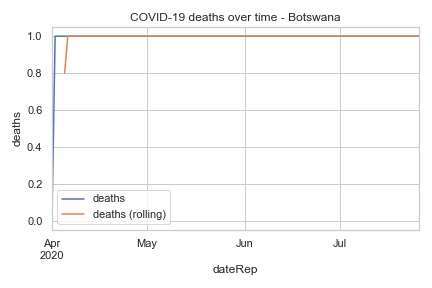 COVID-19 deaths over time - Botswana
deaths
1.0
0.8
0.6
0.4
0.2
0.0
deaths
deaths (rolling)
Apr
2020
May
Jun
Jul
dateRep